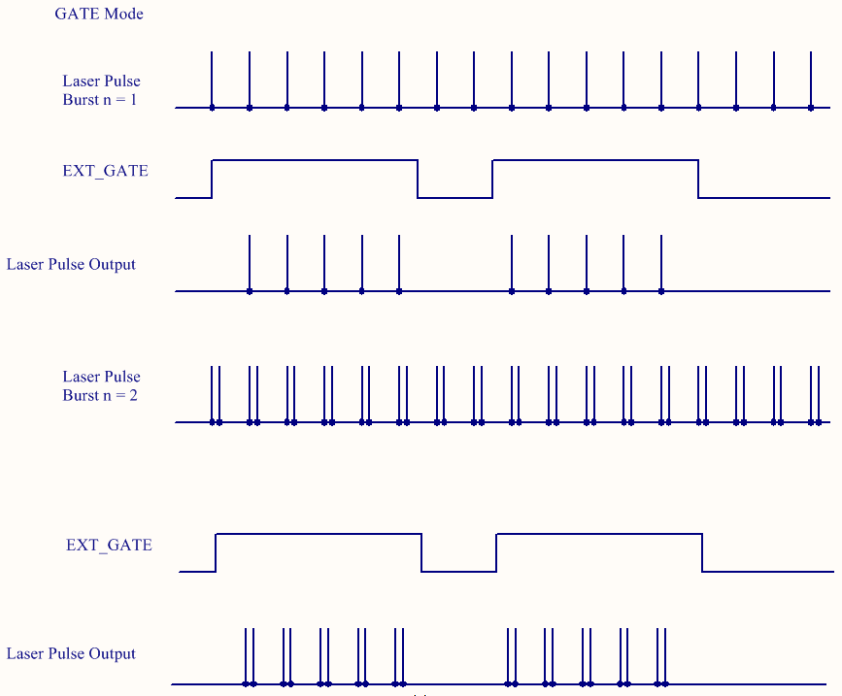 GATE Mode
Laser Pulse
Burst n = 1
EXT_GATE
Laser Pulse Output
Laser Pulse
Burst n = 2
EXT_GATE
Laser Pulse Output